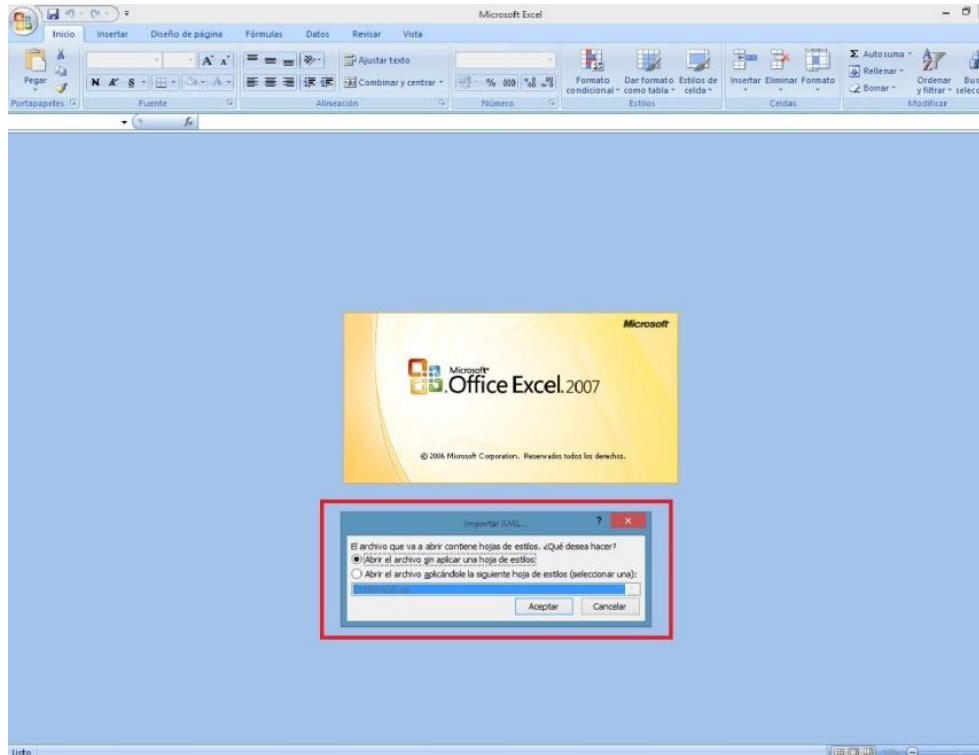 Microsoft Excel
Inicio Insertar Diseño de página Fórmulas Datos Revisar Vista
Pegar
N K S
A A
Ajustar texto
Combinar y centrar
% 000
Formato condicional
Dar formato como tabla
Estilos de celda
Insertar Eliminar Formato
Σ Autosuma
Rellenar
Borrar
Ordenar y filtrar
Portapapeles Fuente Alineación Número Estilos Celdas Modificar
fx
Microsoft
Microsoft
Office Excel 2007
© 2006 Microsoft Corporation. Reservados todos los derechos.
Importar XML
El archivo que va a abrir contiene hojas de estilos. ¿Qué desea hacer?
Abrir el archivo sin aplicar una hoja de estilos
Abrir el archivo aplicándole la siguiente hoja de estilos (seleccionar una):
Aceptar Cancelar
Listo